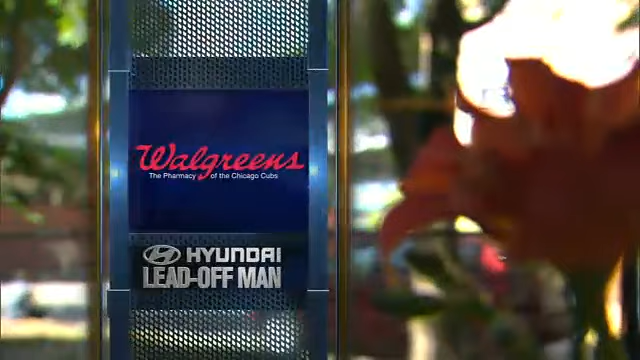 Walgreens
The Pharmacy of the Chicago Cubs
HYUNDAI
LEAD-OFF MAN